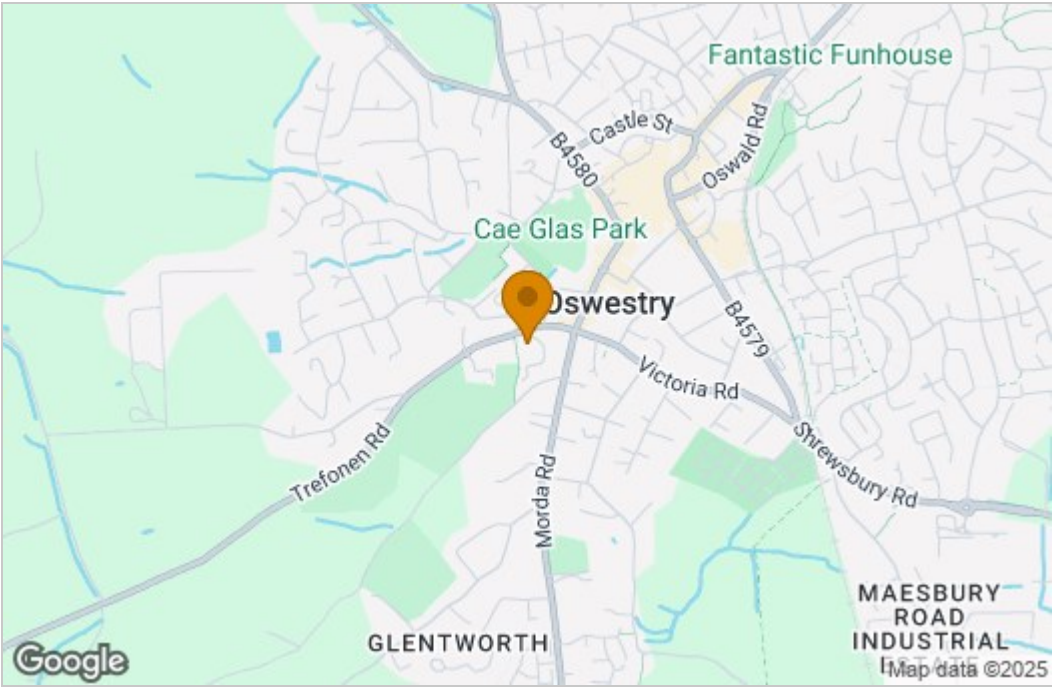 Fantastic Funhouse
Castle St
B4580
Oswald Rd
Cae Glas Park
Oswestry
B4579
Victoria Rd
Shrewsbury Rd
Trefonen Rd
Morda Rd
MAESBURY
ROAD
INDUSTRIAL
GLENTWORTH
Google
Map data ©2025